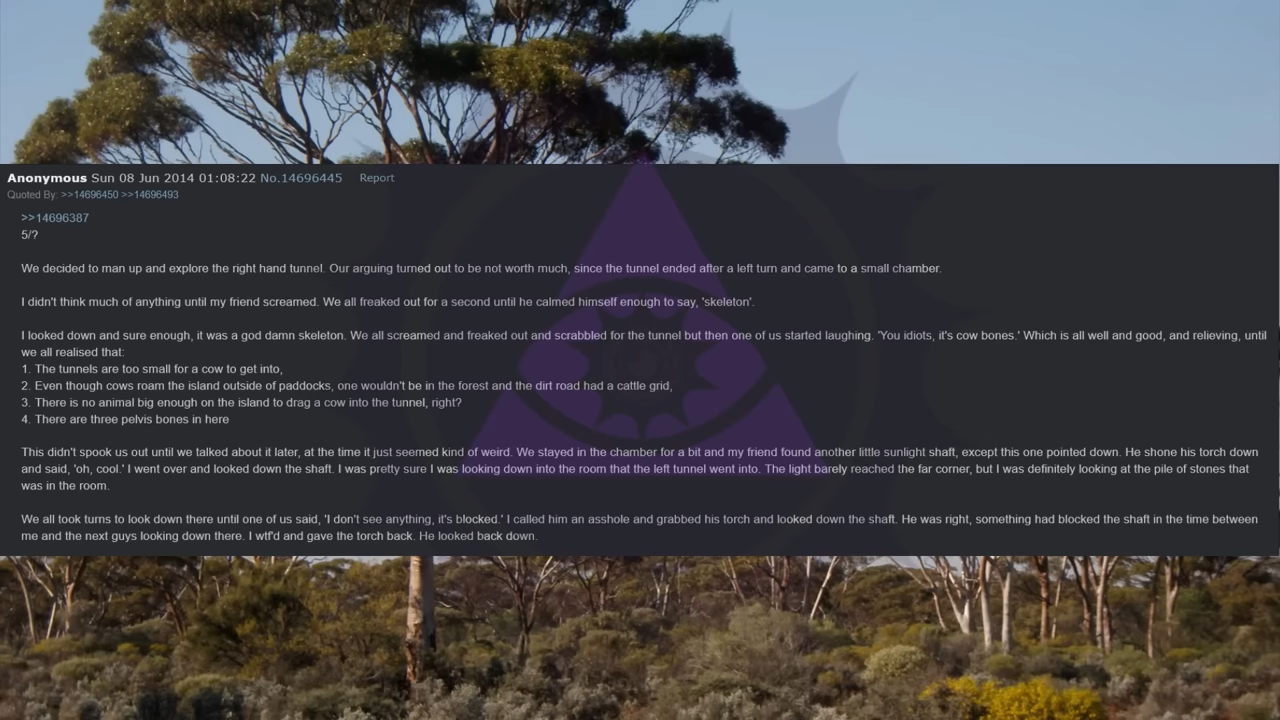 Anonymous Sun 08 Jun 2014 01:08:22 No.14696445 Report
Quoted By: >>14696450 >>14696493
>>14696387
5/?
We decided to man up and explore the right hand tunnel. Our arguing turned out to be not worth much, since the tunnel ended after a left turn and came to a small chamber.
I didn't think much of anything until my friend screamed. We all freaked out for a second until he calmed himself enough to say, 'skeleton'.
I looked down and sure enough, it was a god damn skeleton. We all screamed and freaked out and scrabbled for the tunnel but then one of us started laughing. 'You idiots, it's cow bones.' Which is all well and good, and relieving, until
we all realised that:
1. The tunnels are too small for a cow to get into,
2. Even though cows roam the island outside of paddocks, one wouldn't be in the forest and the dirt road had a cattle grid,
3. There is no animal big enough on the island to drag a cow into the tunnel, right?
4. There are three pelvis bones in here
This didn't spook us out until we talked about it later, at the time it just seemed kind of weird. We stayed in the chamber for a bit and my friend found another little sunlight shaft, except this one pointed down. He shone his torch down
and said, 'oh, cool.' I went over and looked down the shaft. I was pretty sure I was looking down into the room that the left tunnel went into. The light barely reached the far corner, but I was definitely looking at the pile of stones that
was in the room.
We all took turns to look down there until one of us said, 'I don't see anything, it's blocked.' I called him an asshole and grabbed his torch and looked down the shaft. He was right, something had blocked the shaft in the time between
me and the next guys looking down there. I wtf'd and gave the torch back. He looked back down.